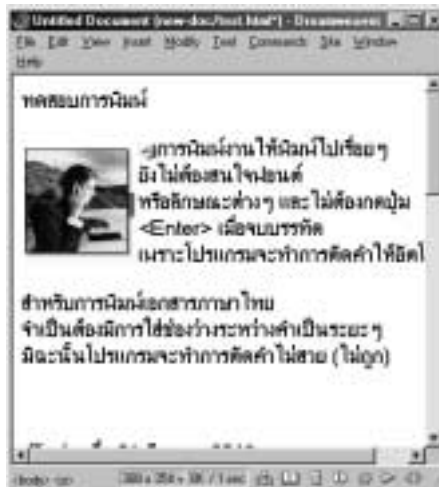 Untitled Document (new-doc/test.html*) - Dreamweaver
File Edit View Insert Modify Text Commands Site Window
Help
ทดสอบการพิมพ์
การพิมพ์งานให้พิมพ์ไปเรื่อยๆ
ยังไม่ต้องสนใจฟอนต์
หรือลักษณะต่างๆ และไม่ต้องกดปุ่ม
<Enter> เมื่อจบบรรทัด
เพราะโปรแกรมจะทำการตัดคำให้อัตโ
สำหรับการพิมพ์เอกสารภาษาไทย
จำเป็นต้องมีการใส่ช่องว่างระหว่างคำเป็นระยะๆ
มิฉะนั้นโปรแกรมจะทำการตัดคำไม่สวย (ไม่ถูก)
<body> <p>